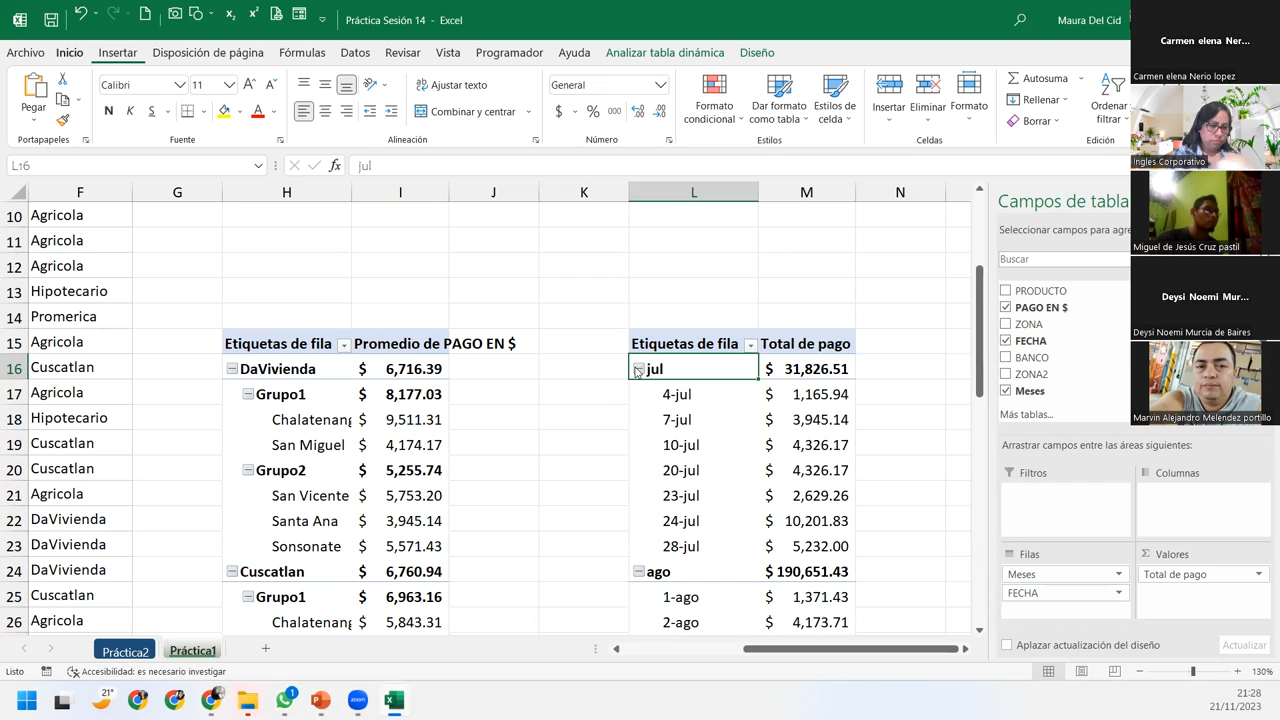 Práctica Sesión 14 - Excel
Maura Del Cid
Archivo Inicio Insertar Disposición de página Fórmulas Datos Revisar Vista Programador Ayuda Analizar tabla dinámica Diseño
Pegar
Calibri 11
N K S
Ajustar texto
Combinar y centrar
General
$ % 000
Formato condicional
Dar formato como tabla
Estilos de celda
Insertar
Eliminar
Formato
Autosuma
Rellenar
Borrar
Ordenar filtrar
Portapapeles Fuente Alineación Número Estilos Celdas Edición
L16 fx jul
F G H I J K L M N
10 Agricola
11 Agricola
12 Agricola
13 Hipotecario
14 Promerica
15 Agricola Etiquetas de fila Promedio de PAGO EN $ Etiquetas de fila Total de pago
16 Cuscatlan DaVivienda $ 6,716.39 jul $ 31,826.51
17 Agricola Grupo1 $ 8,177.03 4-jul $ 1,165.94
18 Hipotecario Chalatenang $ 9,511.31 7-jul $ 3,945.14
19 Cuscatlan San Miguel $ 4,174.17 10-jul $ 4,326.17
20 Cuscatlan Grupo2 $ 5,255.74 20-jul $ 4,326.17
21 Agricola San Vicente $ 5,753.20 23-jul $ 2,629.26
22 DaVivienda Santa Ana $ 3,945.14 24-jul $ 10,201.83
23 DaVivienda Sonsonate $ 5,571.43 28-jul $ 5,232.00
24 DaVivienda Cuscatlan $ 6,760.94 ago $ 190,651.43
25 Cuscatlan Grupo1 $ 6,963.16 1-ago $ 1,371.43
26 Agricola Chalatenang $ 5,843.31 2-ago $ 4,173.71
Práctica2 Práctica1
Listo Accesibilidad: es necesario investigar 130%
Campos de tabla
Seleccionar campos para agre
Buscar
PRODUCTO
PAGO EN $
ZONA
FECHA
BANCO
ZONA2
Meses
Más tablas...
Arrastrar campos entre las áreas siguientes:
Filtros Columnas
Filas Σ Valores
Meses Total de pago
FECHA
Aplazar actualización del diseño Actualizar
Carmen elena Ner...
Carmen elena Nerio lopez
Ingles Corporativo
Miguel de Jesús Cruz pastil
Deysi Noemi Mur...
Deysi Noemi Murcia de Baires
Marvin Alejandro Melendez portillo
21°
1
zoom
21:28
21/11/2023